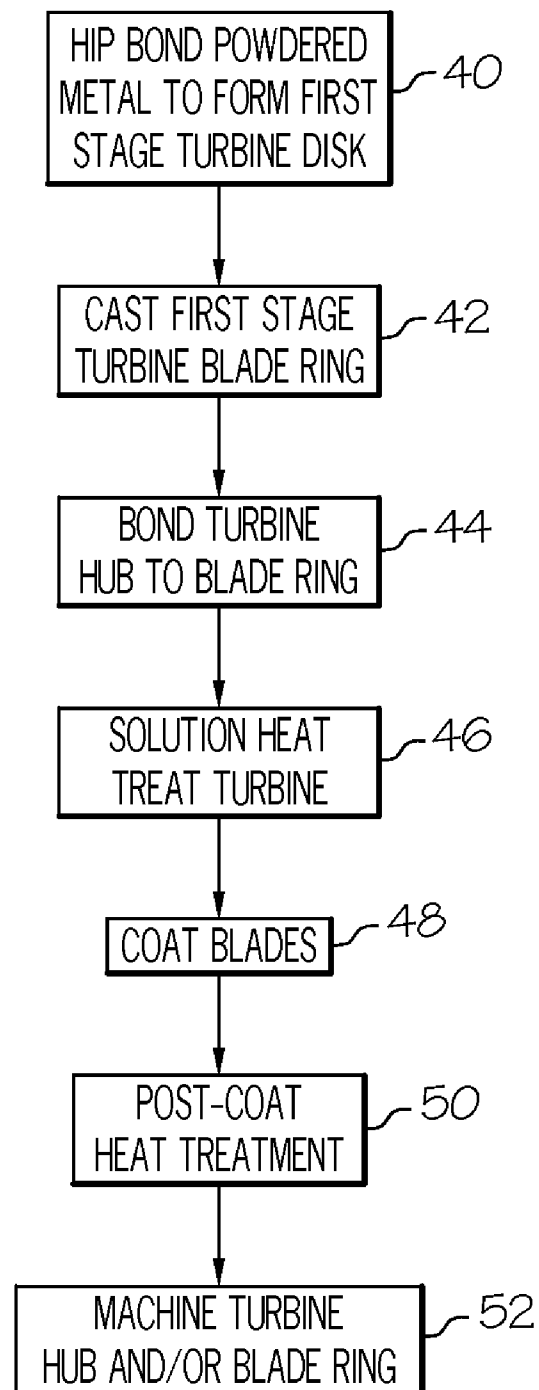 HIP BOND POWDERED
METAL TO FORM FIRST
STAGE TURBINE DISK
40
CAST FIRST STAGE
TURBINE BLADE RING
42
BOND TURBINE
HUB TO BLADE RING
44
SOLUTION HEAT
TREAT TURBINE
46
COAT BLADES
48
POST-COAT
HEAT TREATMENT
50
MACHINE TURBINE
HUB AND/OR BLADE RING
52